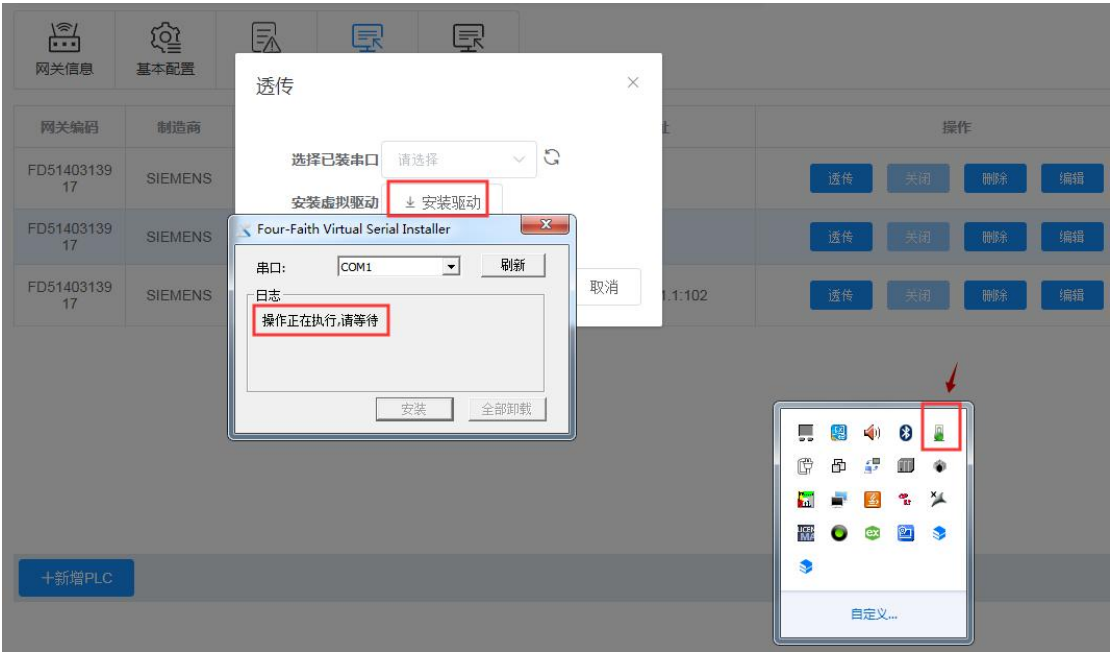 网关信息
基本配置
透传
网关编码
制造商
操作
选择已装串口
请选择
安装虚拟驱动
安装驱动
FD51403139
17
SIEMENS
透传
关闭
删除
编辑
FD51403139
17
SIEMENS
透传
关闭
删除
编辑
FD51403139
17
SIEMENS
1.1:102
透传
关闭
删除
编辑
取消
Four-Faith Virtual Serial Installer
串口:
COM1
刷新
日志
操作正在执行,请等待
安装
全部卸载
自定义...
十新增PLC